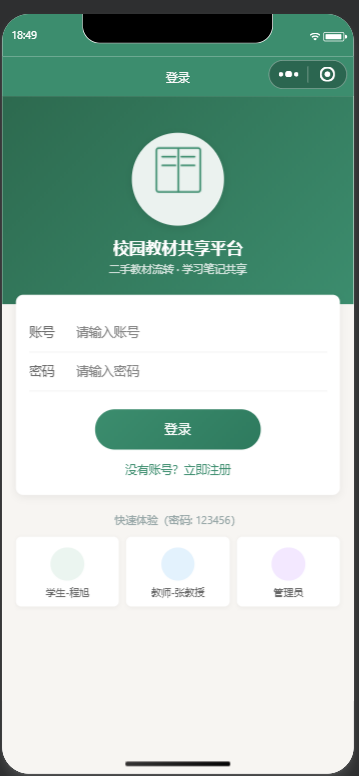 18:49
登录
校园教材共享平台
二手教材流转 · 学习笔记共享
账号 请输入账号
密码 请输入密码
登录
没有账号？立即注册
快速体验（密码: 123456）
学生-程旭 教师-张教授 管理员